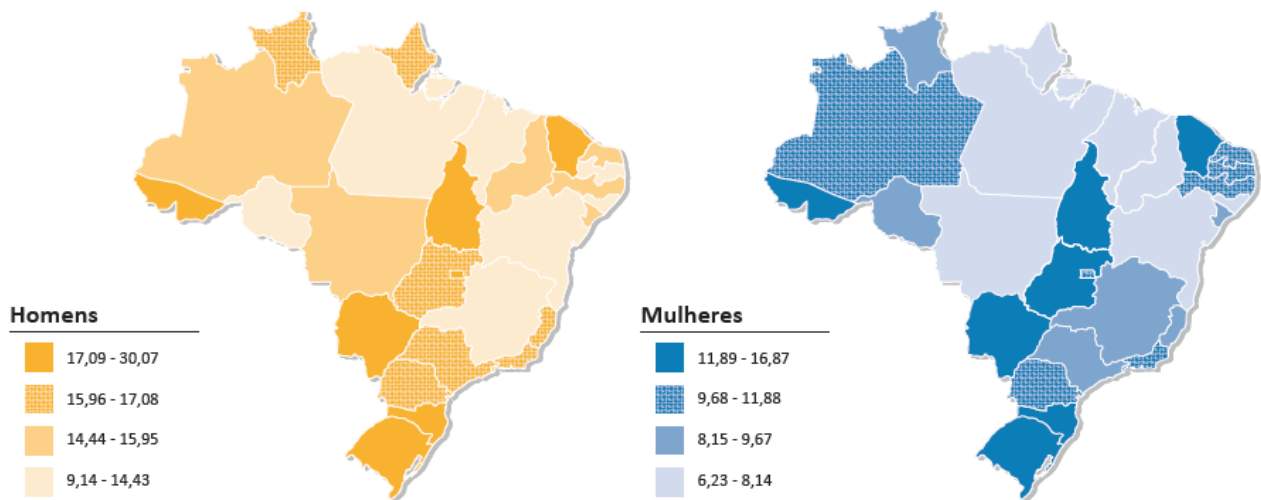 Homens
17,09 - 30,07
15,96 - 17,08
14,44 - 15,95
9,14 - 14,43
Mulheres
11,89 - 16,87
9,68 - 11,88
8,15 - 9,67
6,23 - 8,14